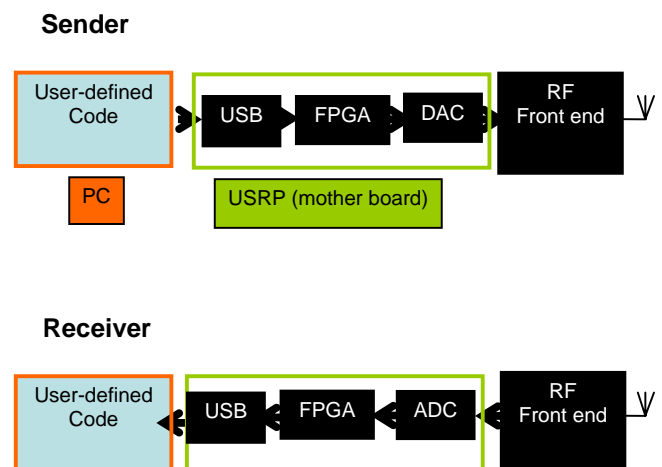 Sender
User-defined
Code
USB
FPGA
DAC
RF
Front end
PC
USRP (mother board)
Receiver
User-defined
Code
USB
FPGA
ADC
RF
Front end